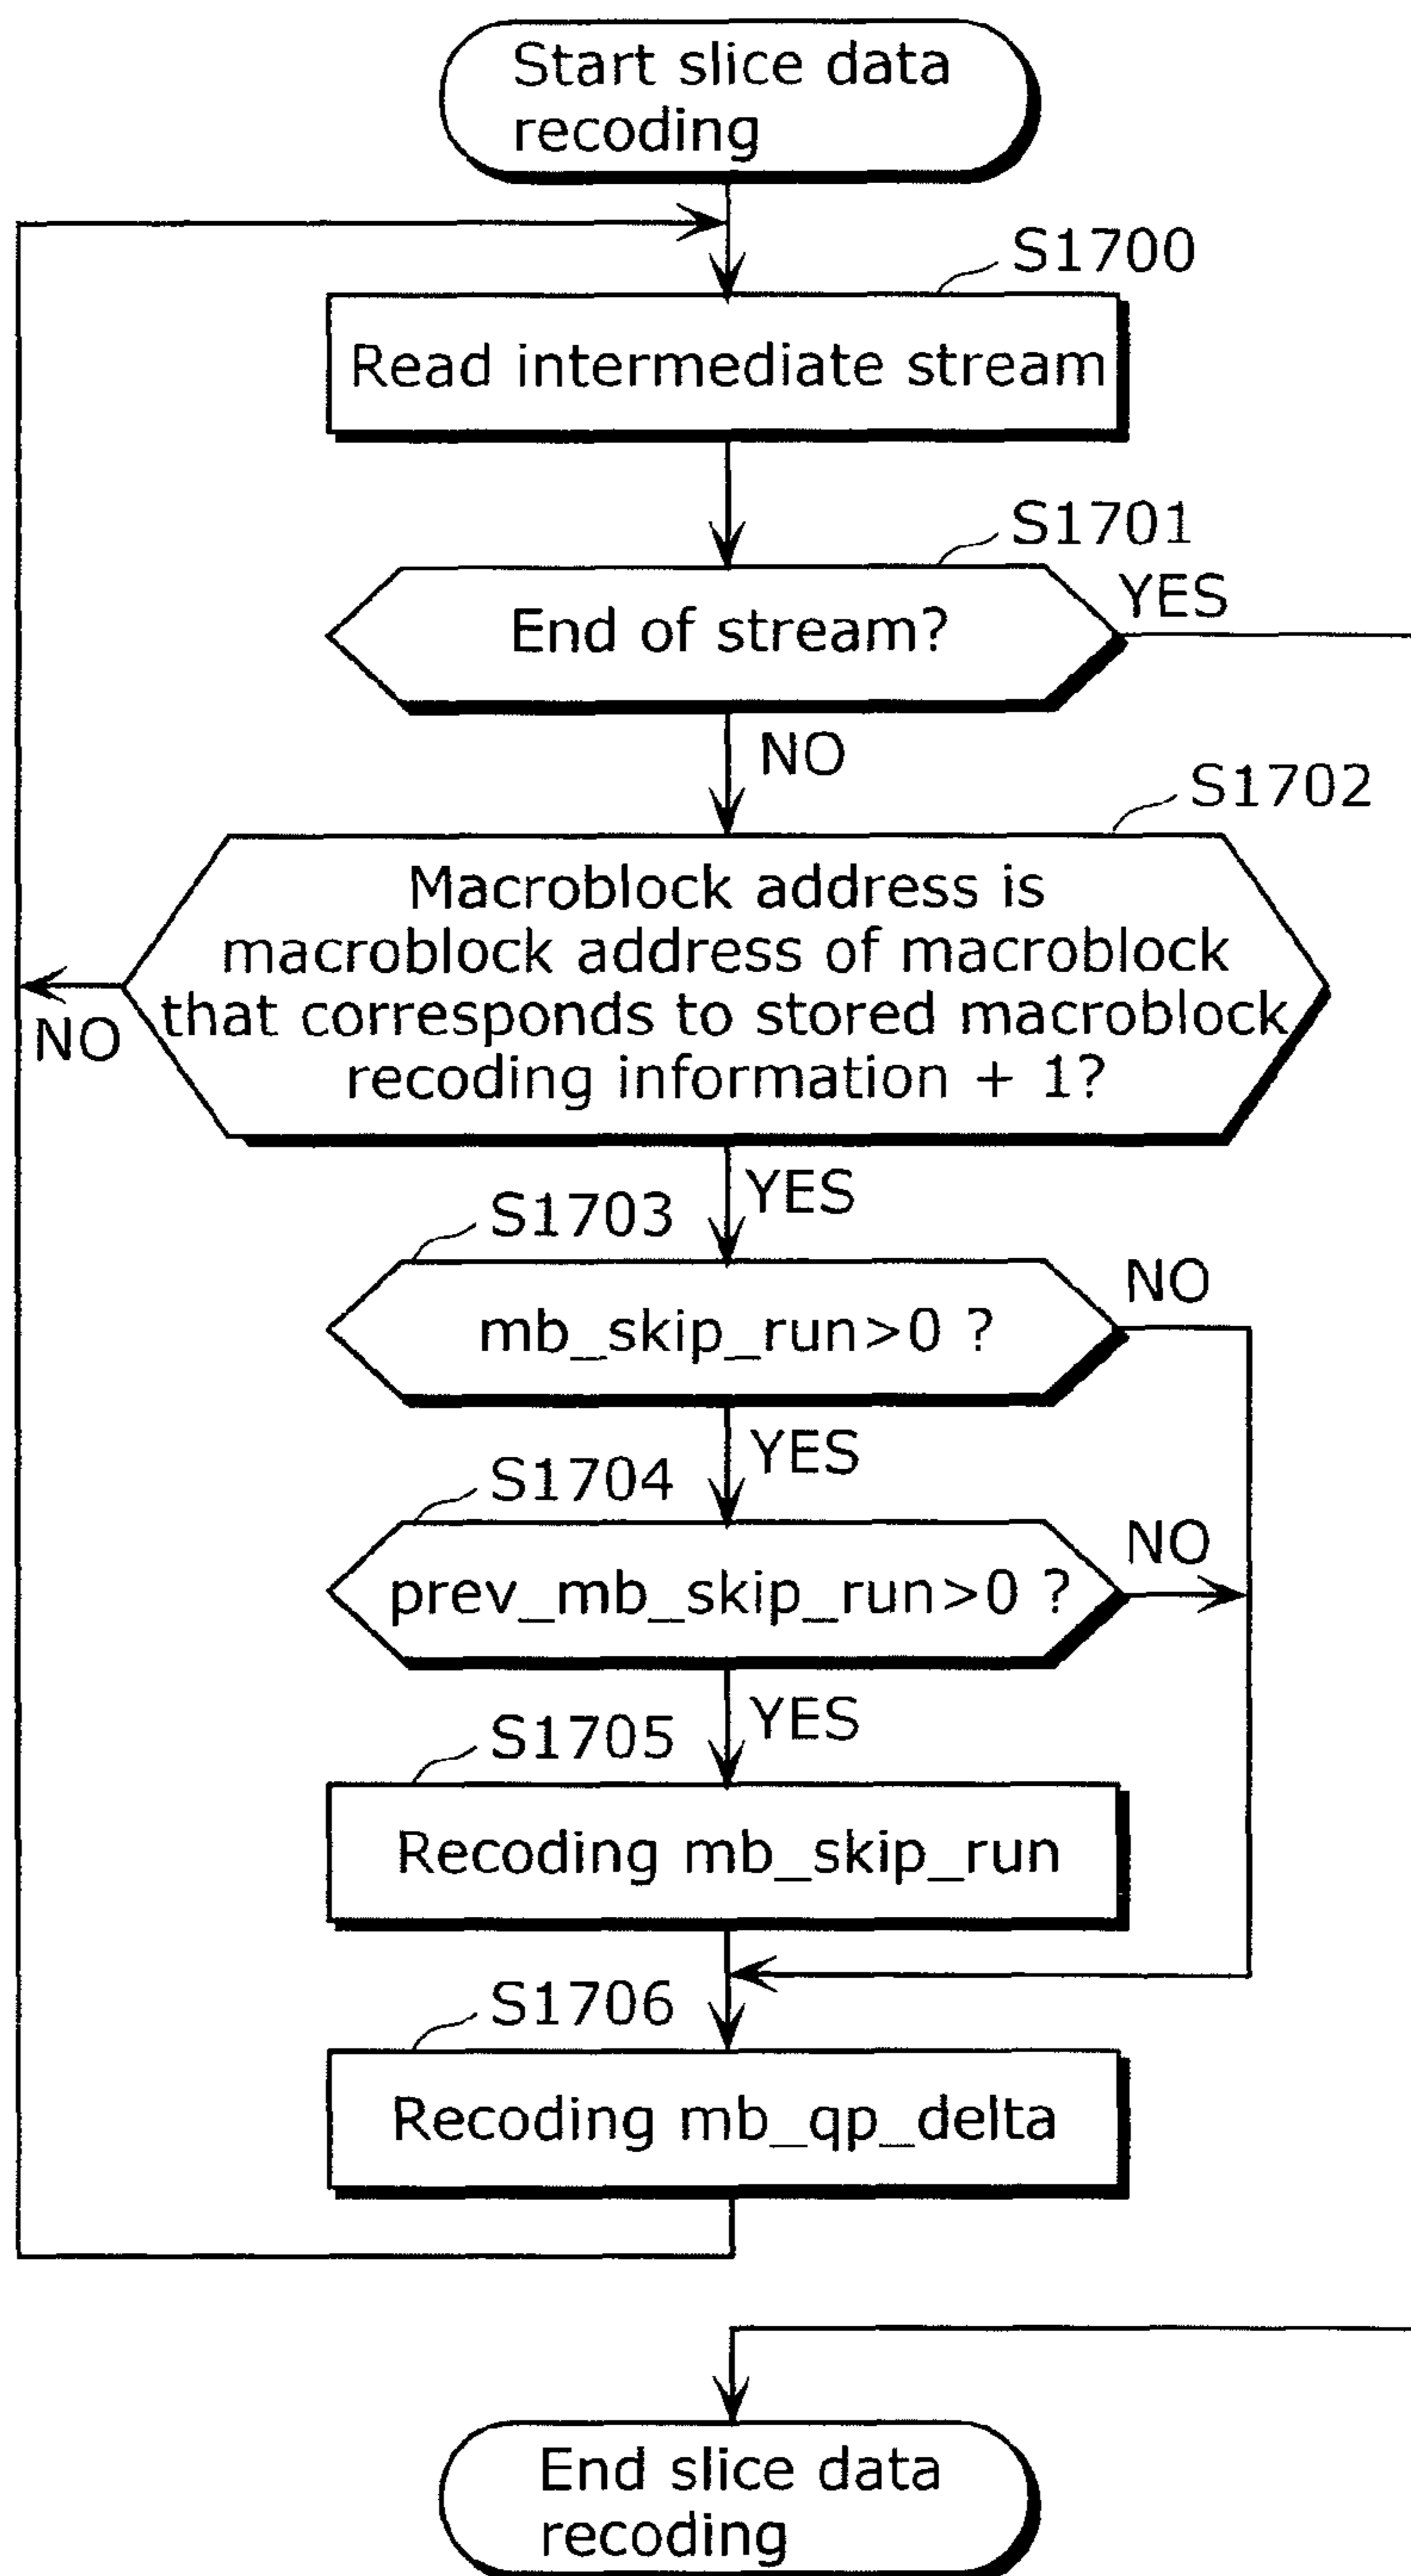 Start slice data
recoding
S1700
Read intermediate stream
S1701
End of stream?
YES
NO
S1702
Macroblock address is
macroblock address of macroblock
that corresponds to stored macroblock
recoding information + 1?
NO
YES
S1703
mb_skip_run>0 ?
NO
YES
S1704
prev_mb_skip_run>0 ?
NO
YES
S1705
Recoding mb_skip_run
S1706
Recoding mb_qp_delta
End slice data
recoding